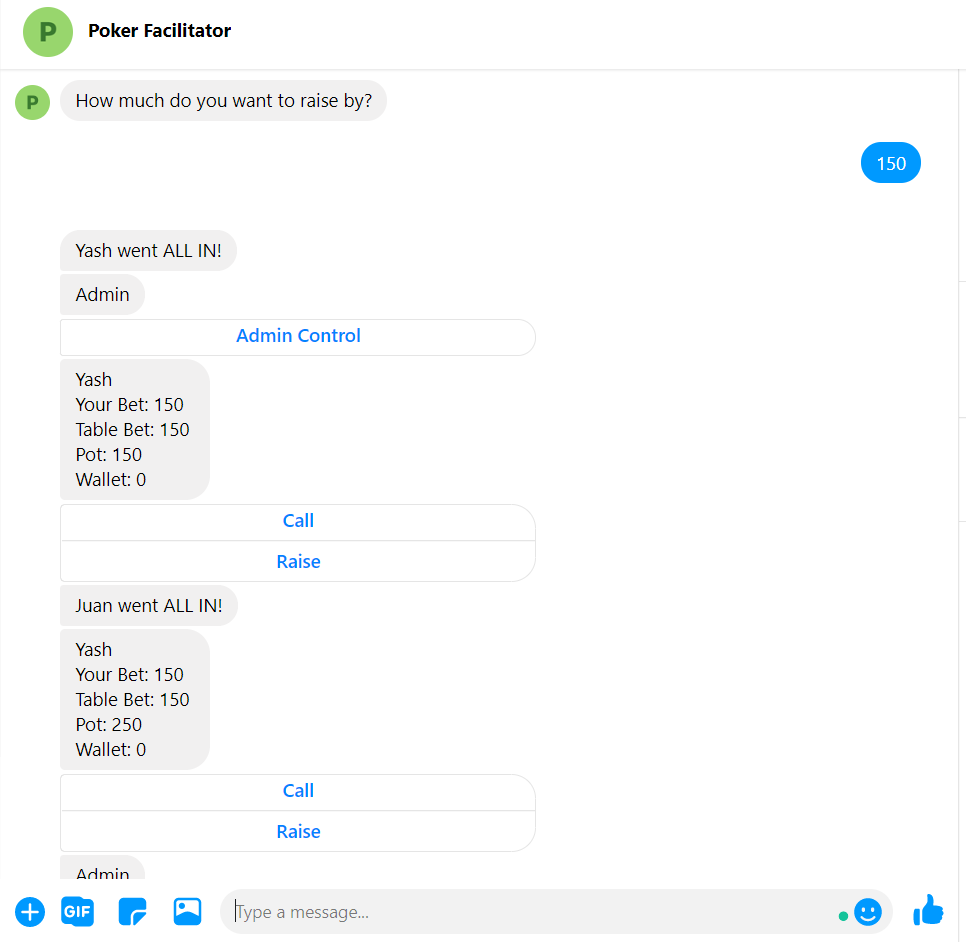 P
Poker Facilitator
P
How much do you want to raise by?
150
Yash went ALL IN!
Admin
Admin Control
Yash
Your Bet: 150
Table Bet: 150
Pot: 150
Wallet: 0
Call
Raise
Juan went ALL IN!
Yash
Your Bet: 150
Table Bet: 150
Pot: 250
Wallet: 0
Call
Raise
Admin
GIF
Type a message...